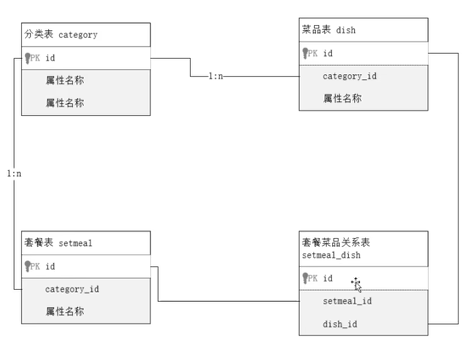 分类表 category
PK id
属性名称
属性名称
菜品表 dish
PK id
category_id
属性名称
1:n
1:n
套餐表 setmeal
PK id
category_id
属性名称
套餐菜品关系表
setmeal_dish
PK id
setmeal_id
dish_id